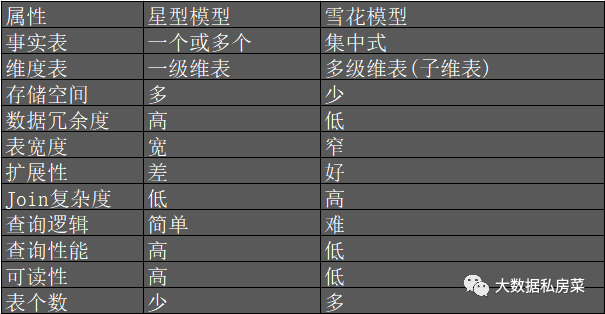 属性 星型模型 雪花模型
事实表 一个或多个 集中式
维度表 一级维表 多级维表(子维表)
存储空间 多 少
数据冗余度 高 低
表宽度 宽 窄
扩展性 差 好
Join复杂度 低 高
查询逻辑 简单 难
查询性能 高 低
可读性 高 低
表个数 少 多
大数据私房菜